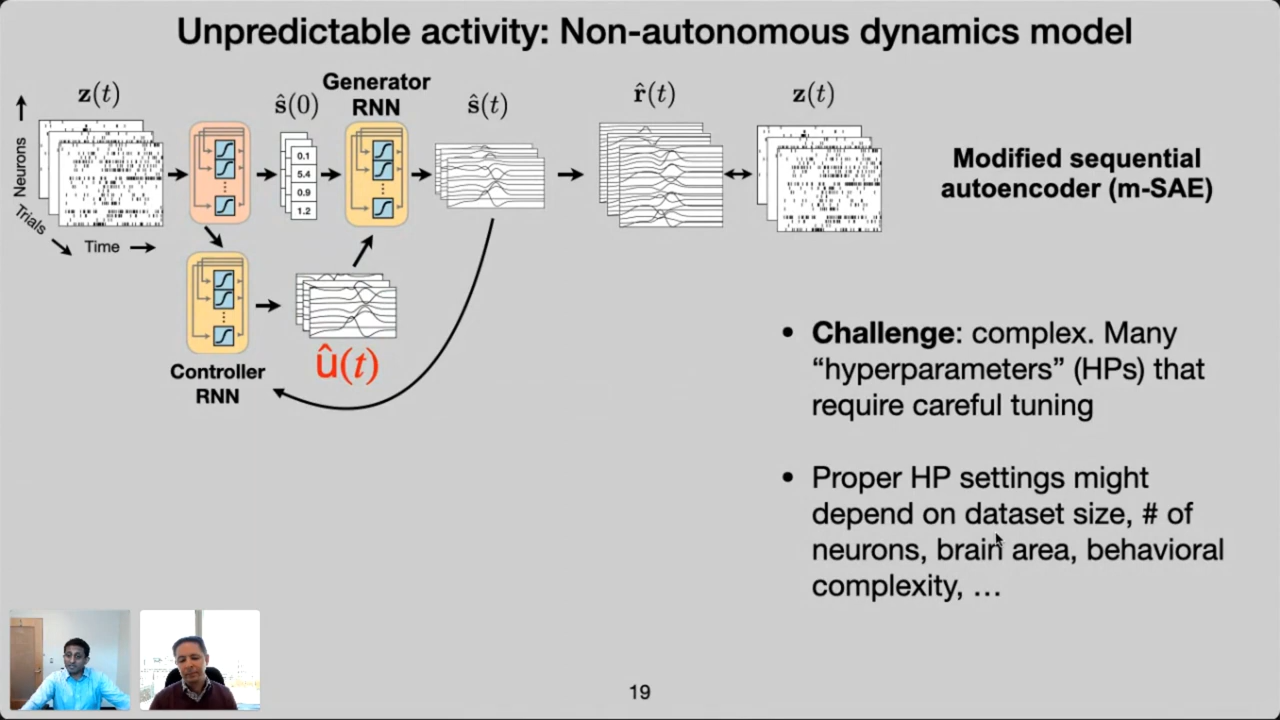 Unpredictable activity: Non-autonomous dynamics model
Generator
RNN
z(t)
ŝ(0)
ŝ(t)
r̂(t)
z(t)
Neurons
Trials
Time
0.1
5.4
0.9
1.2
Modified sequential
autoencoder (m-SAE)
û(t)
Controller
RNN
• Challenge: complex. Many
“hyperparameters” (HPs) that
require careful tuning
• Proper HP settings might
depend on dataset size, # of
neurons, brain area, behavioral
complexity, …
19